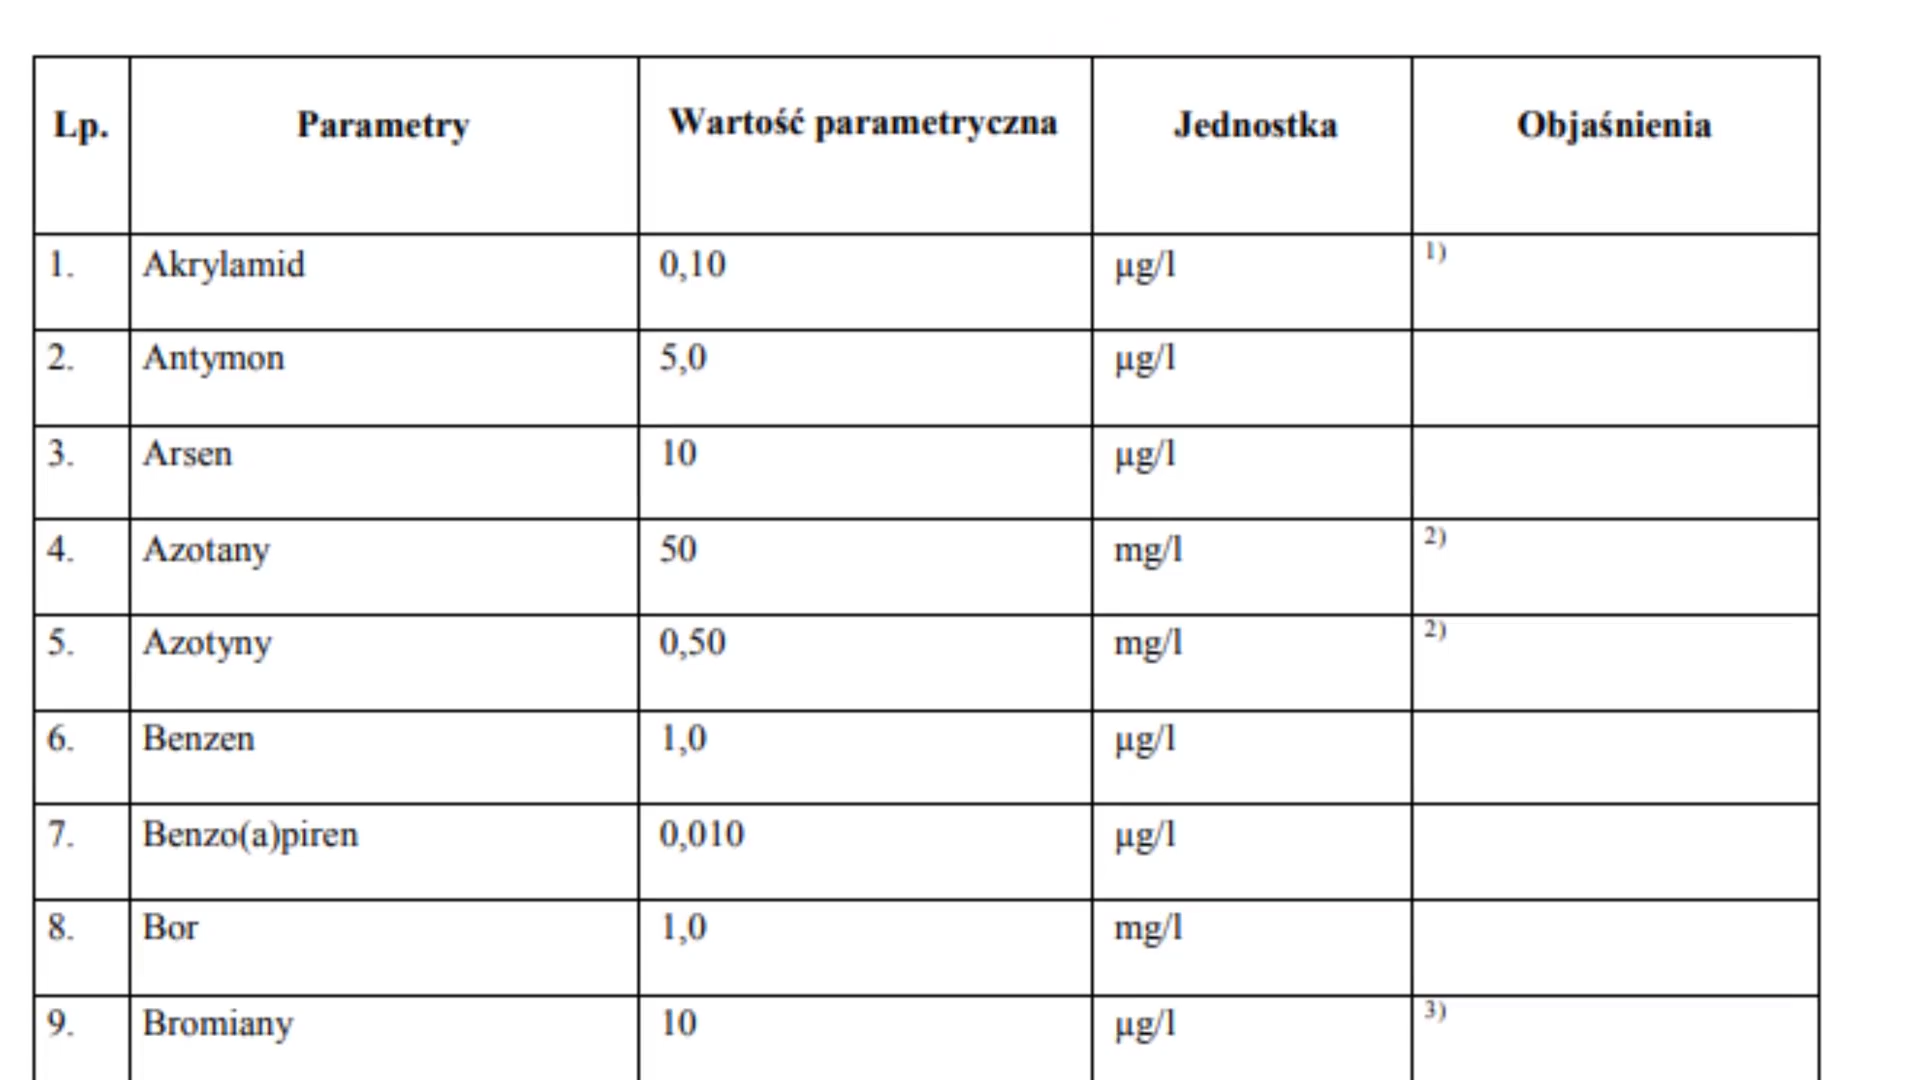 Lp. Parametry Wartość parametryczna Jednostka Objaśnienia
1. Akrylamid 0,10 µg/l 1)
2. Antymon 5,0 µg/l
3. Arsen 10 µg/l
4. Azotany 50 mg/l 2)
5. Azotyny 0,50 mg/l 2)
6. Benzen 1,0 µg/l
7. Benzo(a)piren 0,010 µg/l
8. Bor 1,0 mg/l
9. Bromiany 10 µg/l 3)